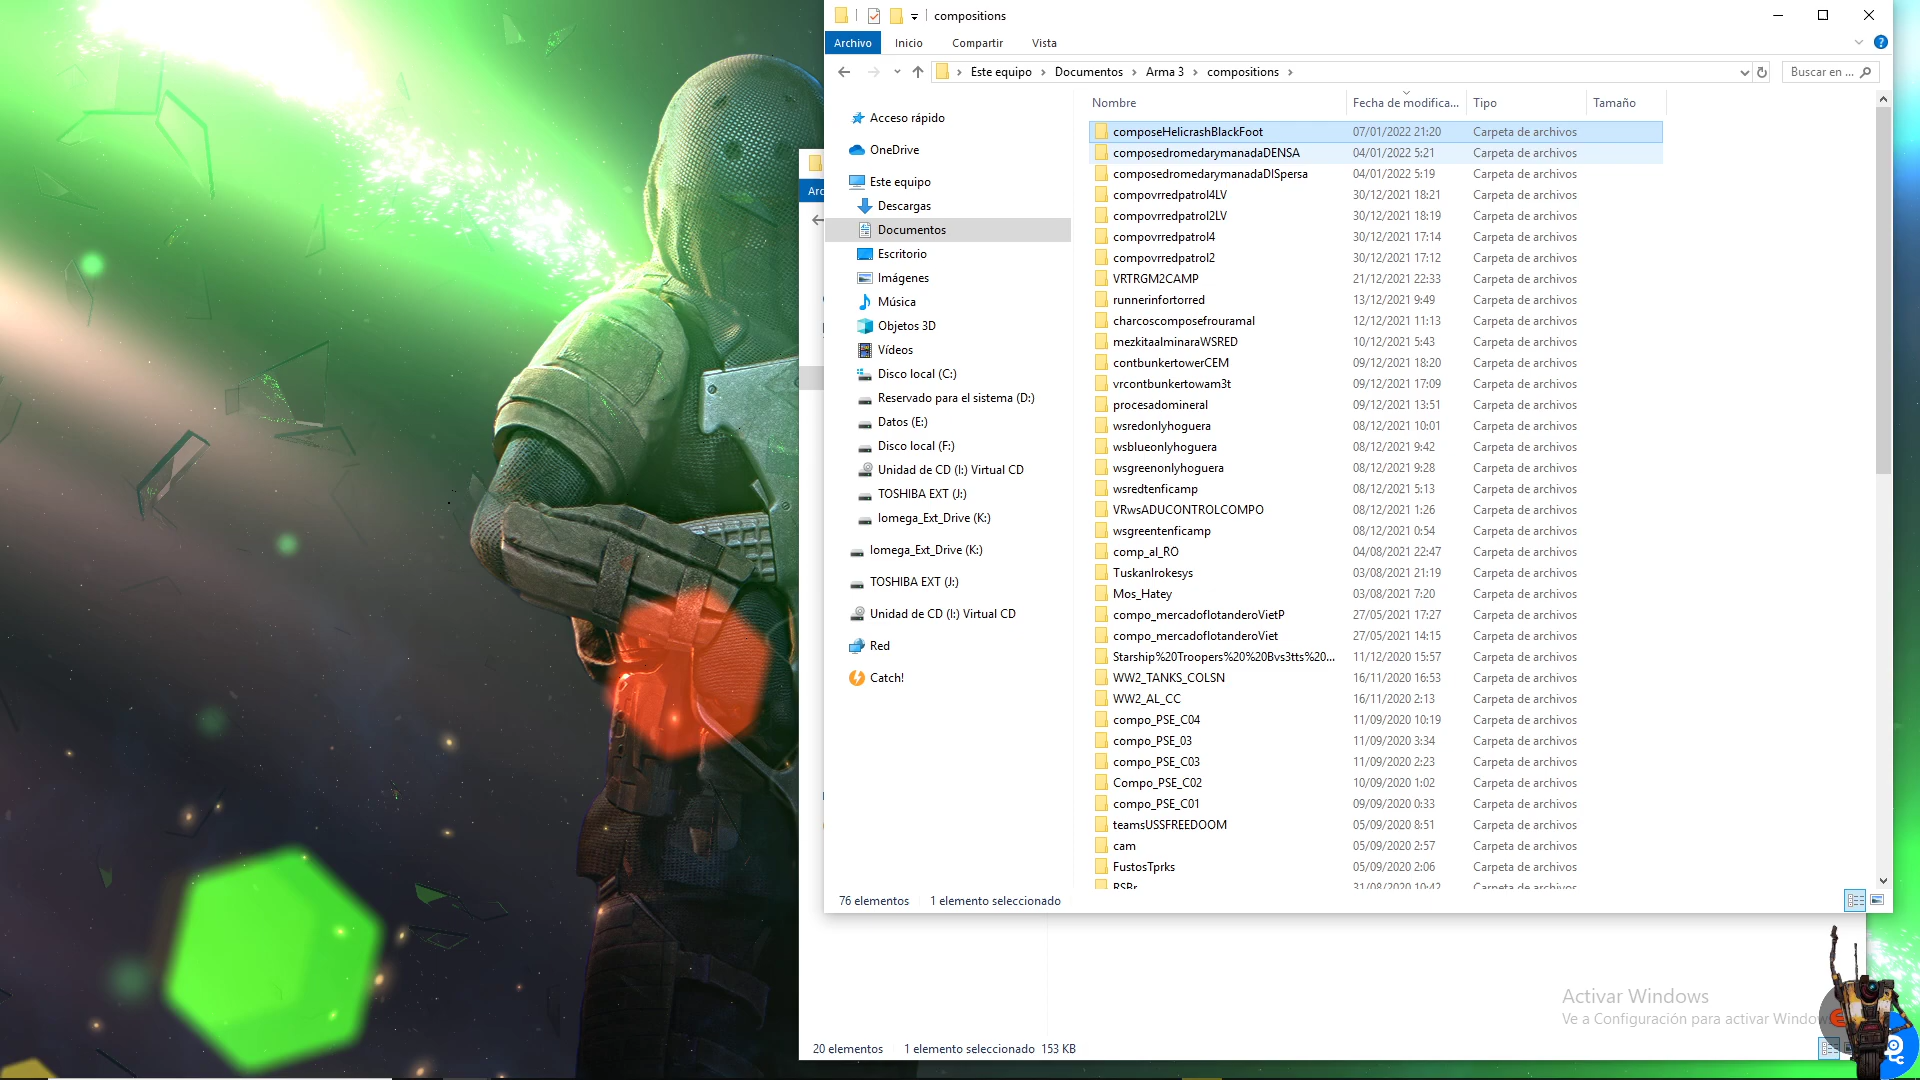 compositions
Archivo Inicio Compartir Vista
Este equipo Documentos Arma 3 compositions
Buscar en ...
Nombre Fecha de modifica... Tipo Tamaño
Acceso rápido
OneDrive
Este equipo
Descargas
Documentos
Escritorio
Imágenes
Música
Objetos 3D
Vídeos
Disco local (C:)
Reservado para el sistema (D:)
Datos (E:)
Disco local (F:)
Unidad de CD (I:) Virtual CD
TOSHIBA EXT (J:)
Iomega_Ext_Drive (K:)
Iomega_Ext_Drive (K:)
TOSHIBA EXT (J:)
Unidad de CD (I:) Virtual CD
Red
Catch!
composeHelicrashBlackFoot 07/01/2022 21:20 Carpeta de archivos
composedromedarymanadaDENSA 04/01/2022 5:21 Carpeta de archivos
composedromedarymanadaDISpersa 04/01/2022 5:19 Carpeta de archivos
compovrredpatrol4LV 30/12/2021 18:21 Carpeta de archivos
compovrredpatrol2LV 30/12/2021 18:19 Carpeta de archivos
compovrredpatrol4 30/12/2021 17:14 Carpeta de archivos
compovrredpatrol2 30/12/2021 17:12 Carpeta de archivos
VRTRGM2CAMP 21/12/2021 22:33 Carpeta de archivos
runnerinfortorred 13/12/2021 9:49 Carpeta de archivos
charcoscomposefrouramal 12/12/2021 11:13 Carpeta de archivos
mezkitaalminaraWSRED 10/12/2021 5:43 Carpeta de archivos
contbunkertowerCEM 09/12/2021 18:20 Carpeta de archivos
vrcontbunkertowam3t 09/12/2021 17:09 Carpeta de archivos
procesadomineral 09/12/2021 13:51 Carpeta de archivos
wsredonlyhoguera 08/12/2021 10:01 Carpeta de archivos
wsblueonlyhoguera 08/12/2021 9:42 Carpeta de archivos
wsgreenonlyhoguera 08/12/2021 9:28 Carpeta de archivos
wsredtenficamp 08/12/2021 5:13 Carpeta de archivos
VRwsADUCONTROLCOMPO 08/12/2021 1:26 Carpeta de archivos
wsgreentenficamp 08/12/2021 0:54 Carpeta de archivos
comp_al_RO 04/08/2021 22:47 Carpeta de archivos
TuskanIrokesys 03/08/2021 21:19 Carpeta de archivos
Mos_Hatey 03/08/2021 7:20 Carpeta de archivos
compo_mercadoflotanderoVietP 27/05/2021 17:27 Carpeta de archivos
compo_mercadoflotanderoViet 27/05/2021 14:15 Carpeta de archivos
Starship%20Troopers%20%20Bvs3tts%20... 11/12/2020 15:57 Carpeta de archivos
WW2_TANKS_COLSN 16/11/2020 16:53 Carpeta de archivos
WW2_AL_CC 16/11/2020 2:13 Carpeta de archivos
compo_PSE_C04 11/09/2020 10:19 Carpeta de archivos
compo_PSE_03 11/09/2020 3:34 Carpeta de archivos
compo_PSE_C03 11/09/2020 2:23 Carpeta de archivos
Compo_PSE_C02 10/09/2020 1:02 Carpeta de archivos
compo_PSE_C01 09/09/2020 0:33 Carpeta de archivos
teamsUSSFREEDOOM 05/09/2020 8:51 Carpeta de archivos
cam 05/09/2020 2:57 Carpeta de archivos
FustosTprks 05/09/2020 2:06 Carpeta de archivos
RSBr 31/08/2020 10:42 Carpeta de archivos
76 elementos 1 elemento seleccionado
Arc
Activar Windows
Ve a Configuración para activar Windows
20 elementos 1 elemento seleccionado 153 KB